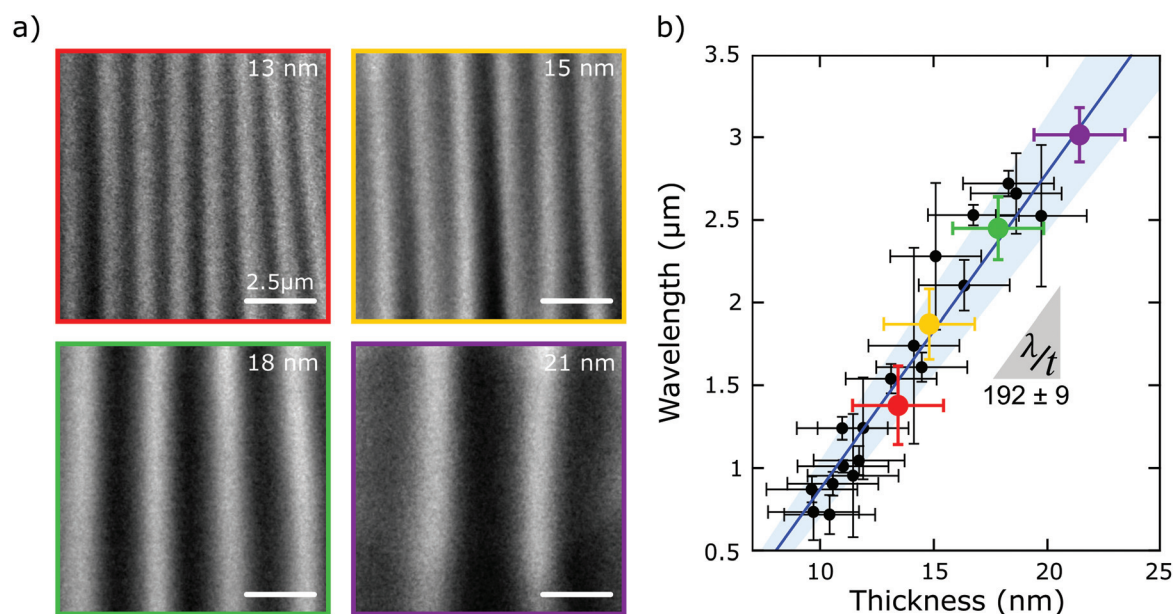 a)
13 nm
2.5µm
15 nm
18 nm
21 nm
b)
3.5
3
2.5
2
1.5
1
0.5
Wavelength (µm)
λ/t
192 ± 9
10
15
20
25
Thickness (nm)